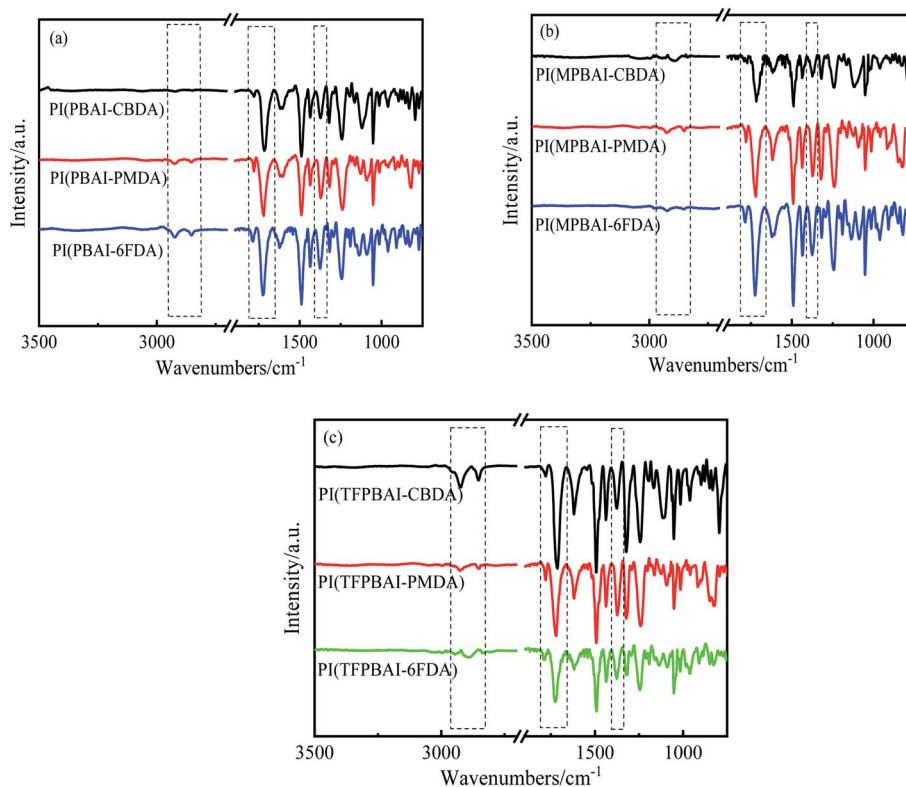 (a)
PI(PBAI-CBDA)
PI(PBAI-PMDA)
PI(PBAI-6FDA)
Intensity/a.u.
3500 3000 1500 1000
Wavenumbers/cm-1
(b)
PI(MPBAI-CBDA)
PI(MPBAI-PMDA)
PI(MPBAI-6FDA)
Intensity/a.u.
3500 3000 1500 1000
Wavenumbers/cm-1
(c)
PI(TFPBAI-CBDA)
PI(TFPBAI-PMDA)
PI(TFPBAI-6FDA)
Intensity/a.u.
3500 3000 1500 1000
Wavenumbers/cm-1